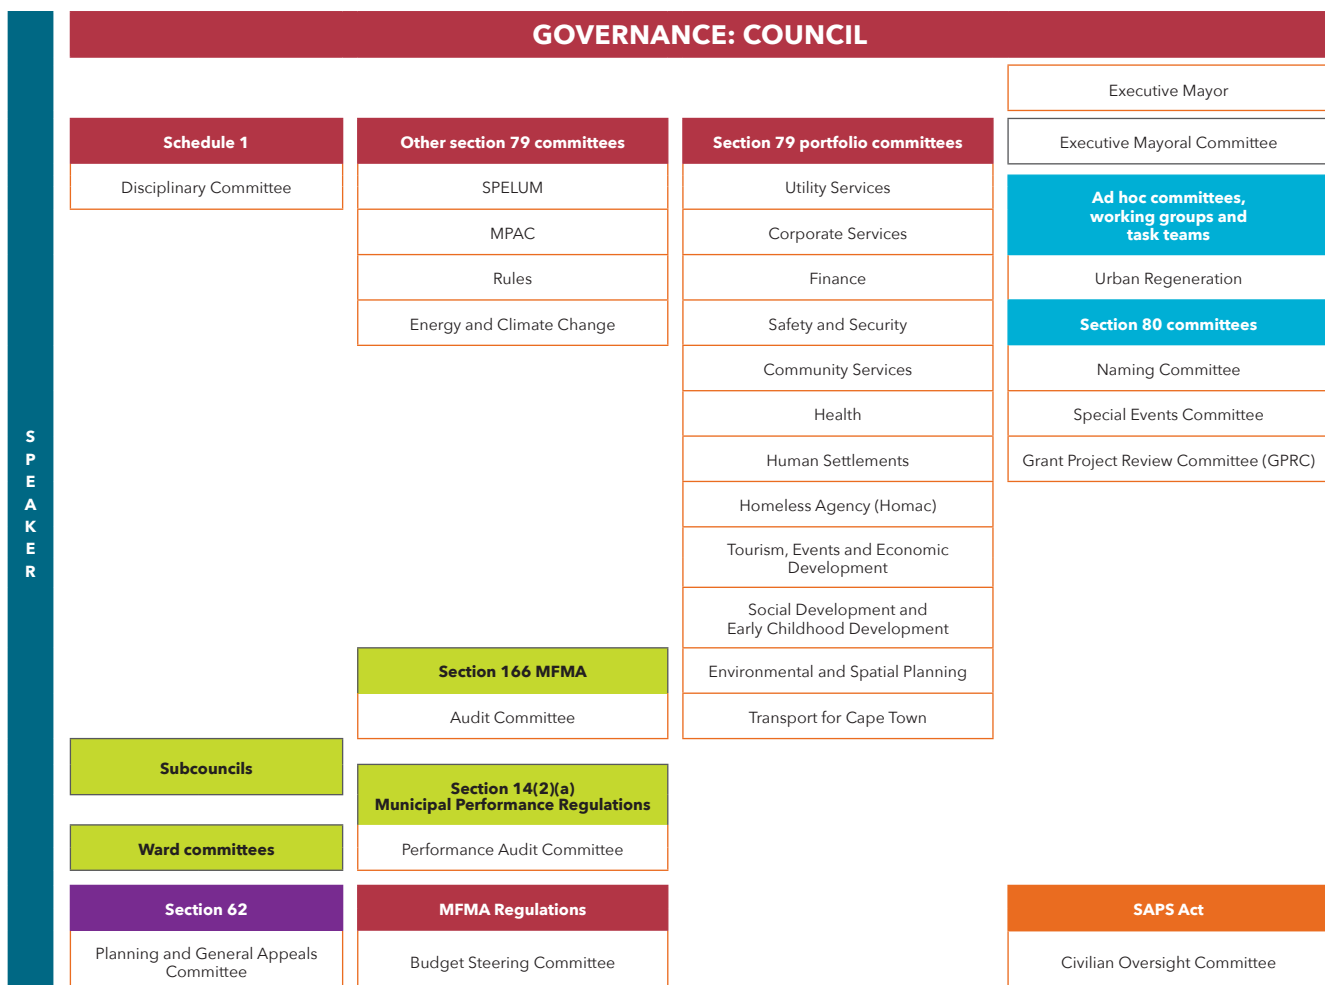 GOVERNANCE: COUNCIL
S
P
E
A
K
E
R
Schedule 1
Disciplinary Committee
Subcouncils
Ward committees
Section 62
Planning and General Appeals
Committee
Other section 79 committees
SPELUM
MPAC
Rules
Energy and Climate Change
Section 166 MFMA
Audit Committee
Section 14(2)(a)
Municipal Performance Regulations
Performance Audit Committee
MFMA Regulations
Budget Steering Committee
Section 79 portfolio committees
Utility Services
Corporate Services
Finance
Safety and Security
Community Services
Health
Human Settlements
Homeless Agency (Homac)
Tourism, Events and Economic
Development
Social Development and
Early Childhood Development
Environmental and Spatial Planning
Transport for Cape Town
Executive Mayor
Executive Mayoral Committee
Ad hoc committees,
working groups and
task teams
Urban Regeneration
Section 80 committees
Naming Committee
Special Events Committee
Grant Project Review Committee (GPRC)
SAPS Act
Civilian Oversight Committee